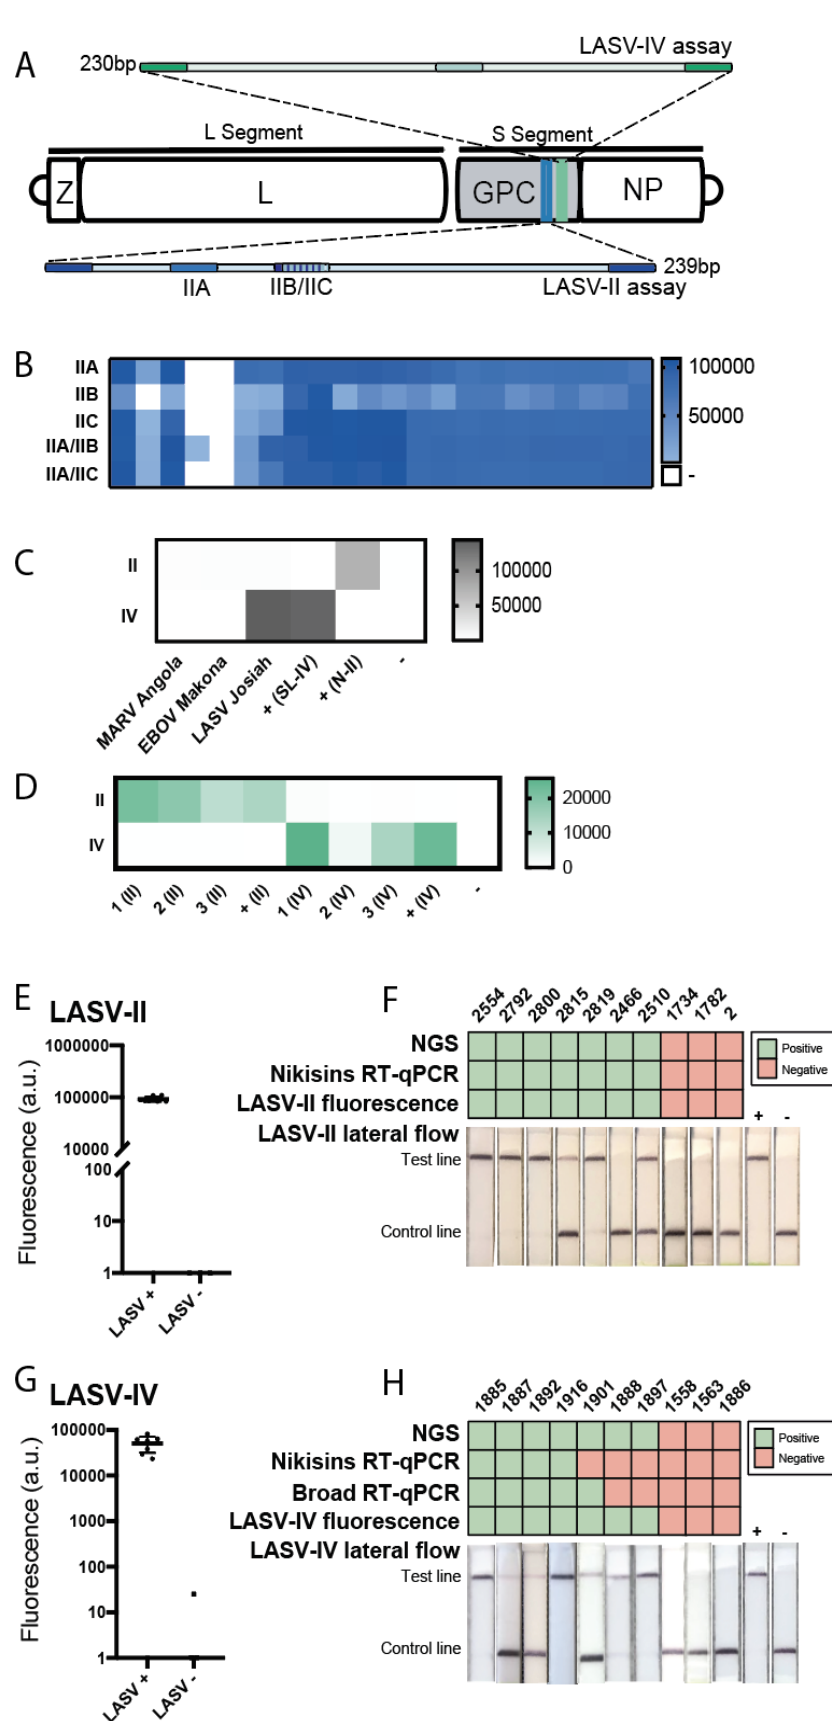 A
LASV-IV assay
230bp
L Segment
S Segment
Z
L
GPC
NP
239bp
IIA
IIB/IIC
LASV-II assay
B
IIA
IIB
IIC
IIA/IIB
IIA/IIC
100000
50000
-
C
II
IV
100000
50000
MARV Angola
EBOV Makona
LASV Josiah
+ (SL-IV)
+ (N-II)
-
D
II
IV
20000
10000
0
1 (II)
2 (II)
3 (II)
+ (II)
1 (IV)
2 (IV)
3 (IV)
+ (IV)
-
E
LASV-II
Fluorescence (a.u.)
1000000
100000
10000
100
10
1
LASV +
LASV -
F
2554
2792
2800
2815
2819
2466
2510
1734
1782
2
NGS
Nikisins RT-qPCR
LASV-II fluorescence
LASV-II lateral flow
Positive
Negative
+
-
Test line
Control line
G
LASV-IV
Fluorescence (a.u.)
100000
10000
1000
100
10
1
LASV +
LASV -
H
1885
1887
1892
1916
1901
1888
1897
1558
1563
1886
NGS
Nikisins RT-qPCR
Broad RT-qPCR
LASV-IV fluorescence
LASV-IV lateral flow
Positive
Negative
+
-
Test line
Control line